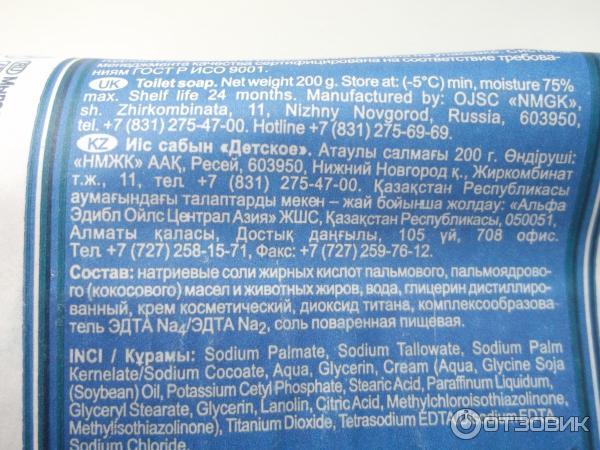 менеджмента качества сертифицированы на соответствие требова-
ниям ГОСТ Р ИСО 9001.
UK Toilet soap. Net weight 200 g. Store at: (-5°C) min, moisture 75%
max. Shelf life 24 months. Manufactured by: OJSC «NMGK»,
sh. Zhirkombinata, 11, Nizhny Novgorod, Russia, 603950,
tel. +7 (831) 275-47-00. Hotline +7 (831) 275-69-69.
KZ Иіс сабын «Детское». Атаулы салмағы 200 г. Өндіруші:
«НМЖК» ААҚ, Ресей, 603950, Нижний Новгород қ., Жиркомбинат
т.ж., 11, тел. +7 (831) 275-47-00. Қазақстан Республикасы
аумағындағы талаптарды мекен – жай бойынша жолдау: «Альфа
Эдибл Ойлс Централ Азия» ЖШС, Қазақстан Республикасы, 050051,
Алматы қаласы, Достық даңғылы, 105 үй, 708 офис.
Тел. +7 (727) 258-15-71, Факс: +7 (727) 259-76-12.
Состав: натриевые соли жирных кислот пальмового, пальмоядрово-
го (кокосового) масел и животных жиров, вода, глицерин дистиллиро-
ванный, крем косметический, диоксид титана, комплексообразова-
тель ЭДТА Na4/ЭДТА Na2, соль поваренная пищевая.
INCI / Құрамы: Sodium Palmate, Sodium Tallowate, Sodium Palm
Kernelate/Sodium Cocoate, Aqua, Glycerin, Cream (Aqua, Glycine Soja
(Soybean) Oil, Potassium Cetyl Phosphate, Stearic Acid, Paraffinum Liquidum,
Glyceryl Stearate, Glycerin, Lanolin, Citric Acid, Methylchloroisothiazolinone,
Methylisothiazolinone), Titanium Dioxide, Tetrasodium EDTA, Disodium EDTA,
Sodium Chloride.
ОТЗОВИК